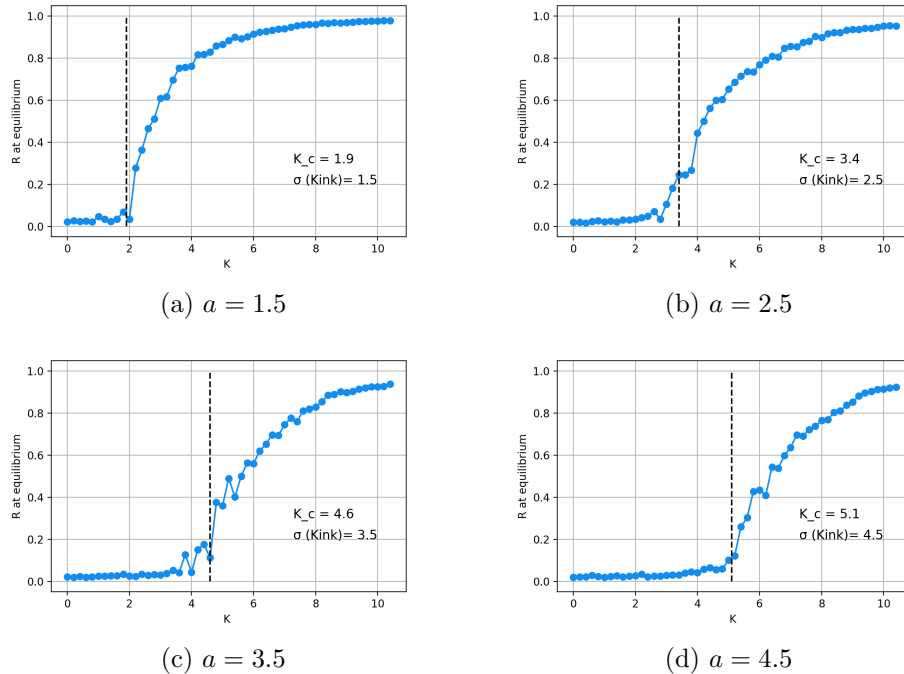 R at equilibrium
1.0
0.8
0.6
0.4
0.2
0.0
K_c = 1.9
σ (Kink)= 1.5
0 2 4 6 8 10
K
(a) a = 1.5
R at equilibrium
1.0
0.8
0.6
0.4
0.2
0.0
K_c = 3.4
σ (Kink)= 2.5
0 2 4 6 8 10
K
(b) a = 2.5
R at equilibrium
1.0
0.8
0.6
0.4
0.2
0.0
K_c = 4.6
σ (Kink)= 3.5
0 2 4 6 8 10
K
(c) a = 3.5
R at equilibrium
1.0
0.8
0.6
0.4
0.2
0.0
K_c = 5.1
σ (Kink)= 4.5
0 2 4 6 8 10
K
(d) a = 4.5